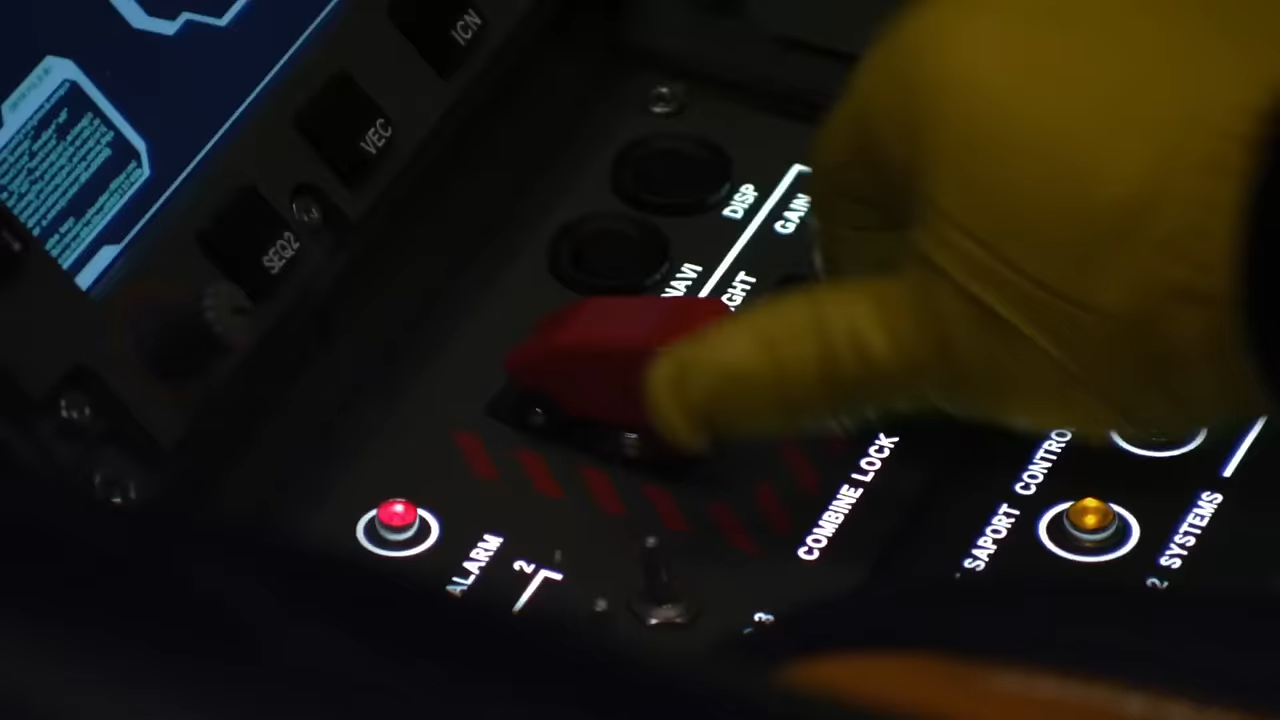 ICN
VEC
SEQ2
DISP
GAIN
NAVI
GHT
COMBINE LOCK
SAPORT CONTRO
2 SYSTEMS
ALARM
2
3